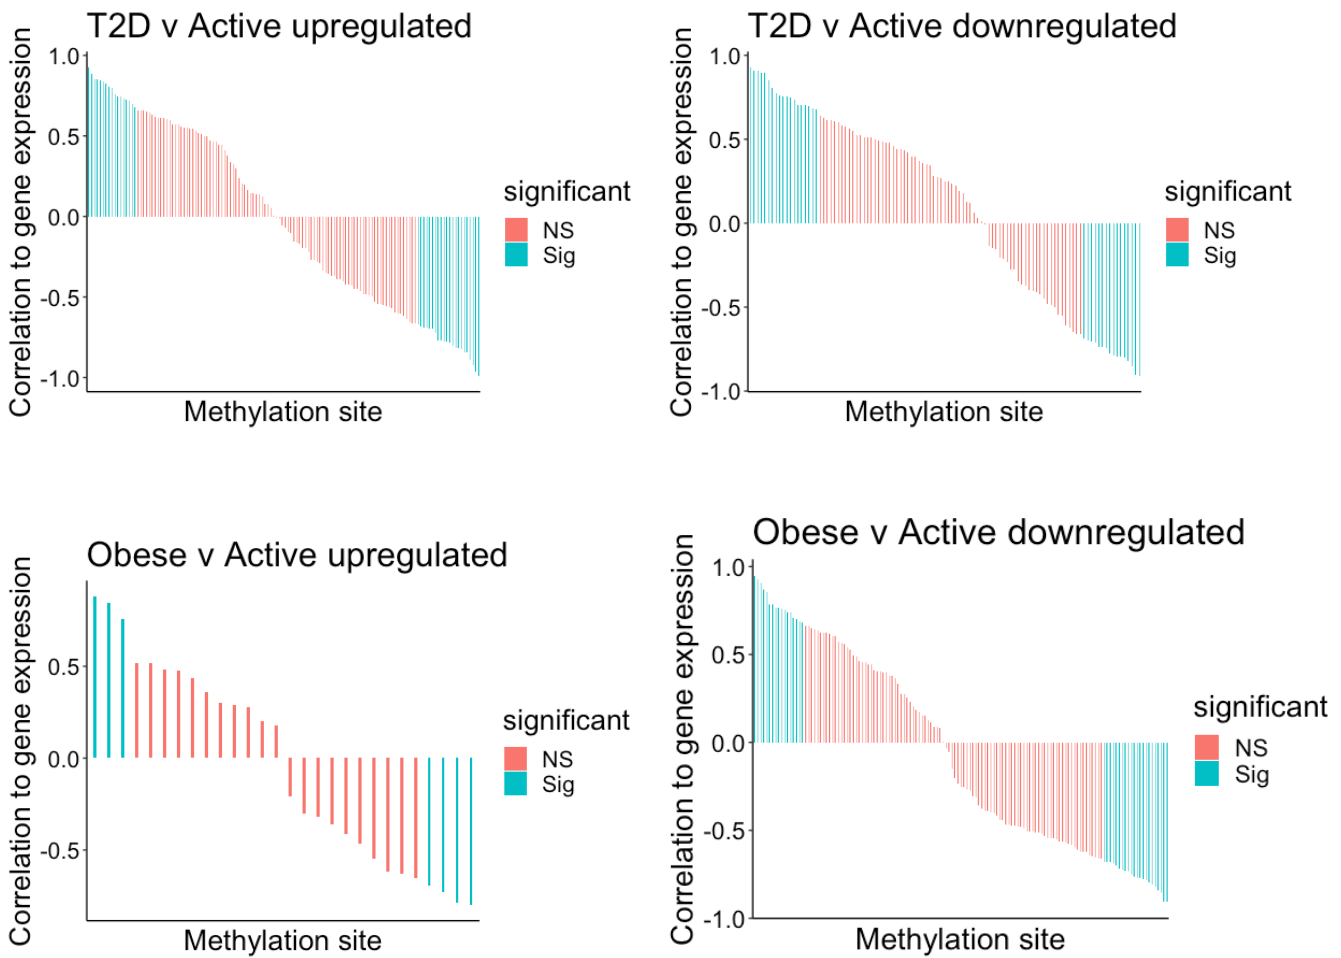 T2D v Active upregulated
Correlation to gene expression
1.0
0.5
0.0
-0.5
-1.0
Methylation site
significant
NS
Sig
T2D v Active downregulated
Correlation to gene expression
1.0
0.5
0.0
-0.5
-1.0
Methylation site
significant
NS
Sig
Obese v Active upregulated
Correlation to gene expression
0.5
0.0
-0.5
Methylation site
significant
NS
Sig
Obese v Active downregulated
Correlation to gene expression
1.0
0.5
0.0
-0.5
-1.0
Methylation site
significant
NS
Sig